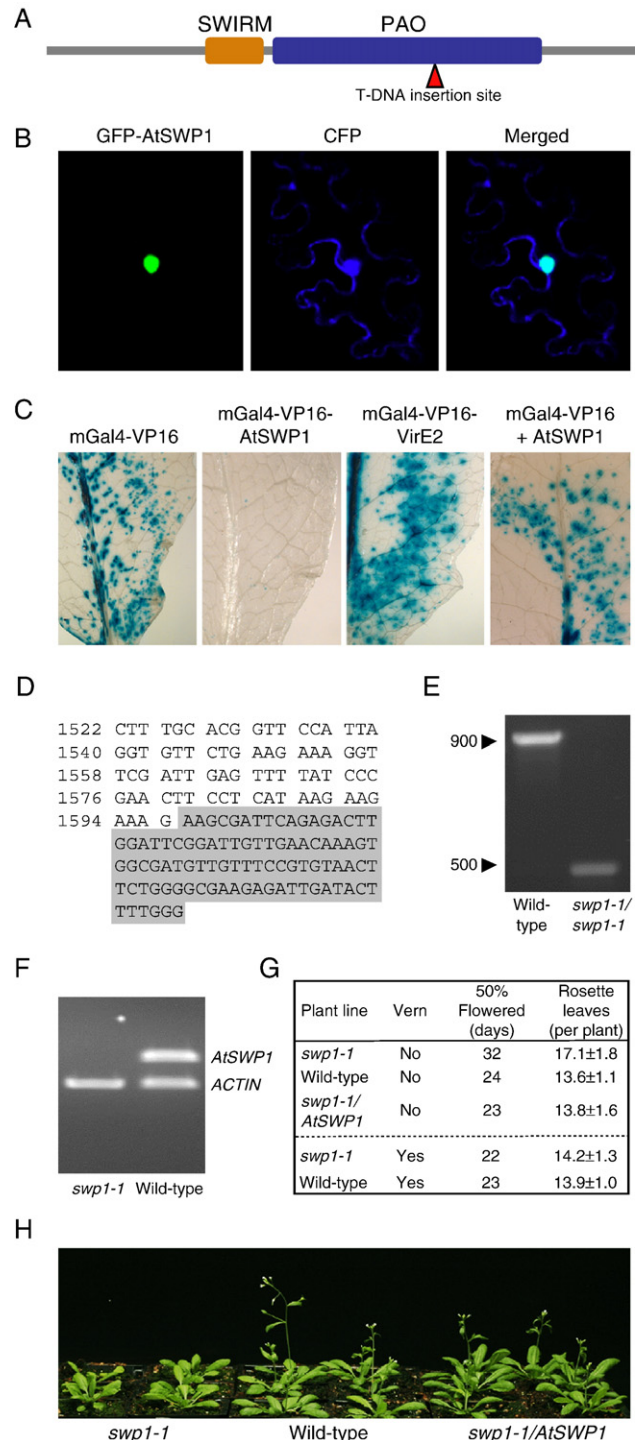 A
SWIRM PAO
T-DNA insertion site
B
GFP-AtSWP1 CFP Merged
C
mGal4-VP16 mGal4-VP16-AtSWP1 mGal4-VP16-VirE2 mGal4-VP16 + AtSWP1
D
1522 CTT TGC ACG GTT CCA TTA
1540 GGT GTT CTG AAG AAA GGT
1558 TCG ATT GAG TTT TAT CCC
1576 GAA CTT CCT CAT AAG AAG
1594 AAA G AAGCGATTCAGAGACTT
GGATTCGGATTGTTGAACAAAGT
GGCGATGTTGTTTCCGTGTAACT
TCTGGGGCGAAGAGATTGATACT
TTTGGG
E
900
500
Wild-type swp1-1/swp1-1
F
AtSWP1
ACTIN
swp1-1 Wild-type
G
Plant line Vern 50% Flowered (days) Rosette leaves (per plant)
swp1-1 No 32 17.1±1.8
Wild-type No 24 13.6±1.1
swp1-1/AtSWP1 No 23 13.8±1.6
swp1-1 Yes 22 14.2±1.3
Wild-type Yes 23 13.9±1.0
H
swp1-1 Wild-type swp1-1/AtSWP1